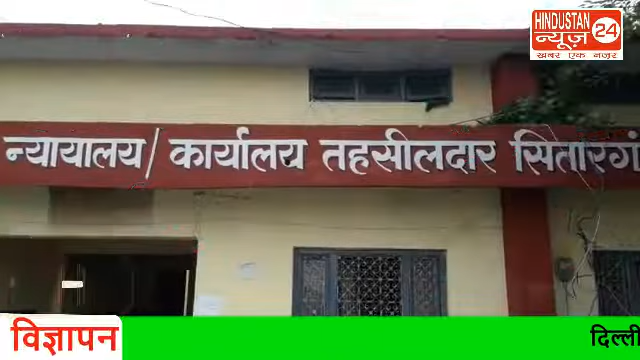 HINDUSTAN
न्यूज़ 24
खबर एक नज़र
न्यायालय/ कार्यालय तहसीलदार सितारगं
विज्ञापन
दिल्ली